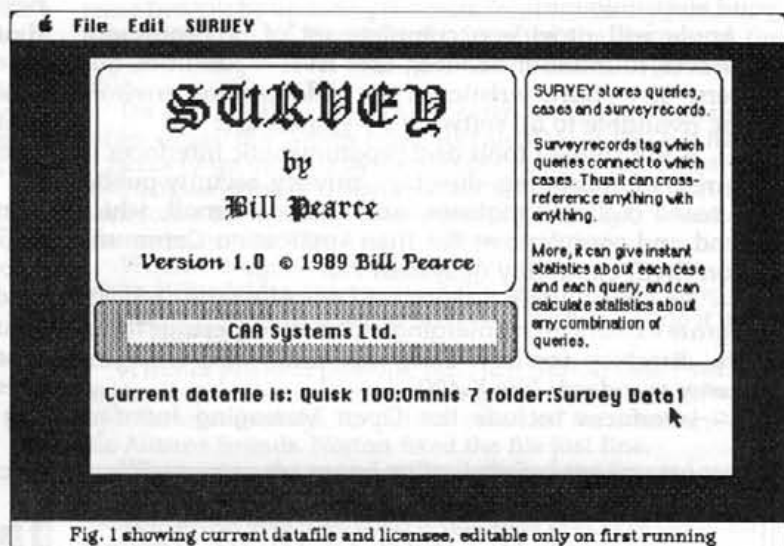 File Edit SURVEY
SURVEY
by
Bill Pearce
Version 1.0 © 1989 Bill Pearce
CAA Systems Ltd.
SURVEY stores queries,
cases and survey records.
Survey records tag which
queries connect to which
cases. Thus it can cross-
reference anything with
anything.
More, it can give instant
statistics about each case
and each query, and can
calculate statistics about
any combination of
queries.
Current datafile is: Quisk 100:Omnis 7 folder:Survey Data1
Fig. 1 showing current datafile and licensee, editable only on first running